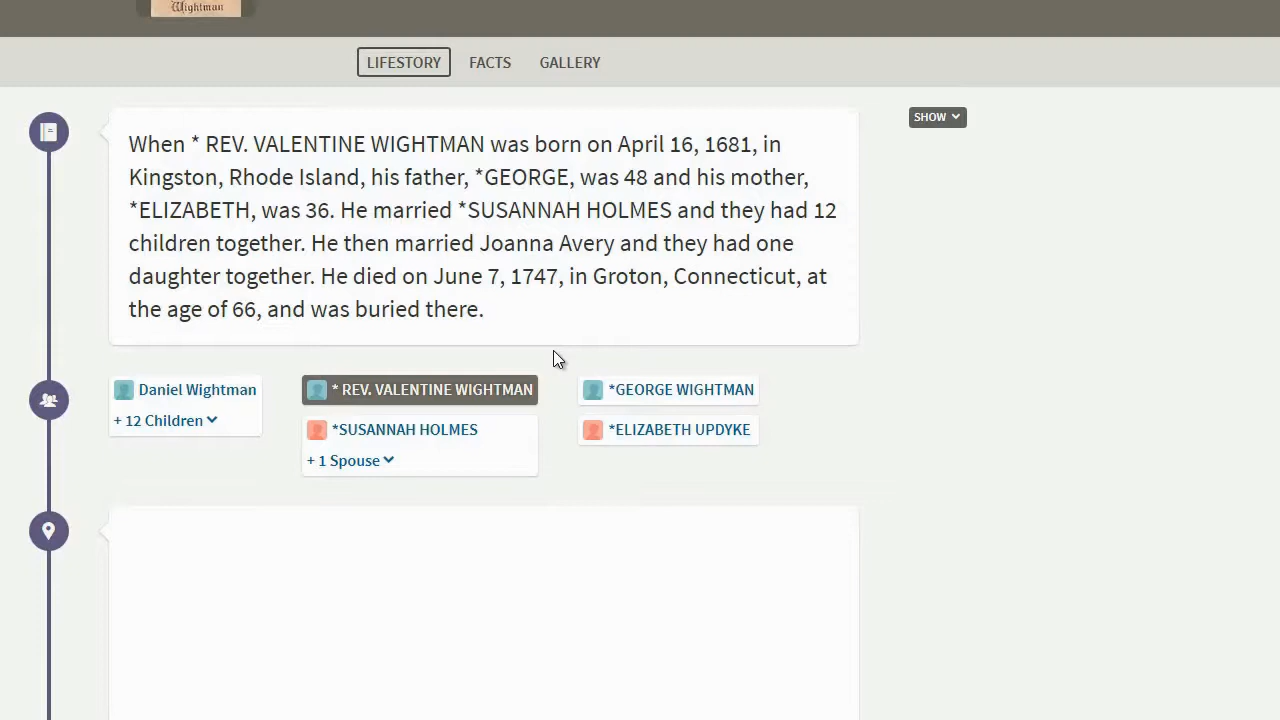 Wightman
LIFESTORY FACTS GALLERY
SHOW
When * REV. VALENTINE WIGHTMAN was born on April 16, 1681, in
Kingston, Rhode Island, his father, *GEORGE, was 48 and his mother,
*ELIZABETH, was 36. He married *SUSANNAH HOLMES and they had 12
children together. He then married Joanna Avery and they had one
daughter together. He died on June 7, 1747, in Groton, Connecticut, at
the age of 66, and was buried there.
Daniel Wightman
+ 12 Children
* REV. VALENTINE WIGHTMAN
*SUSANNAH HOLMES
+ 1 Spouse
*GEORGE WIGHTMAN
*ELIZABETH UPDYKE